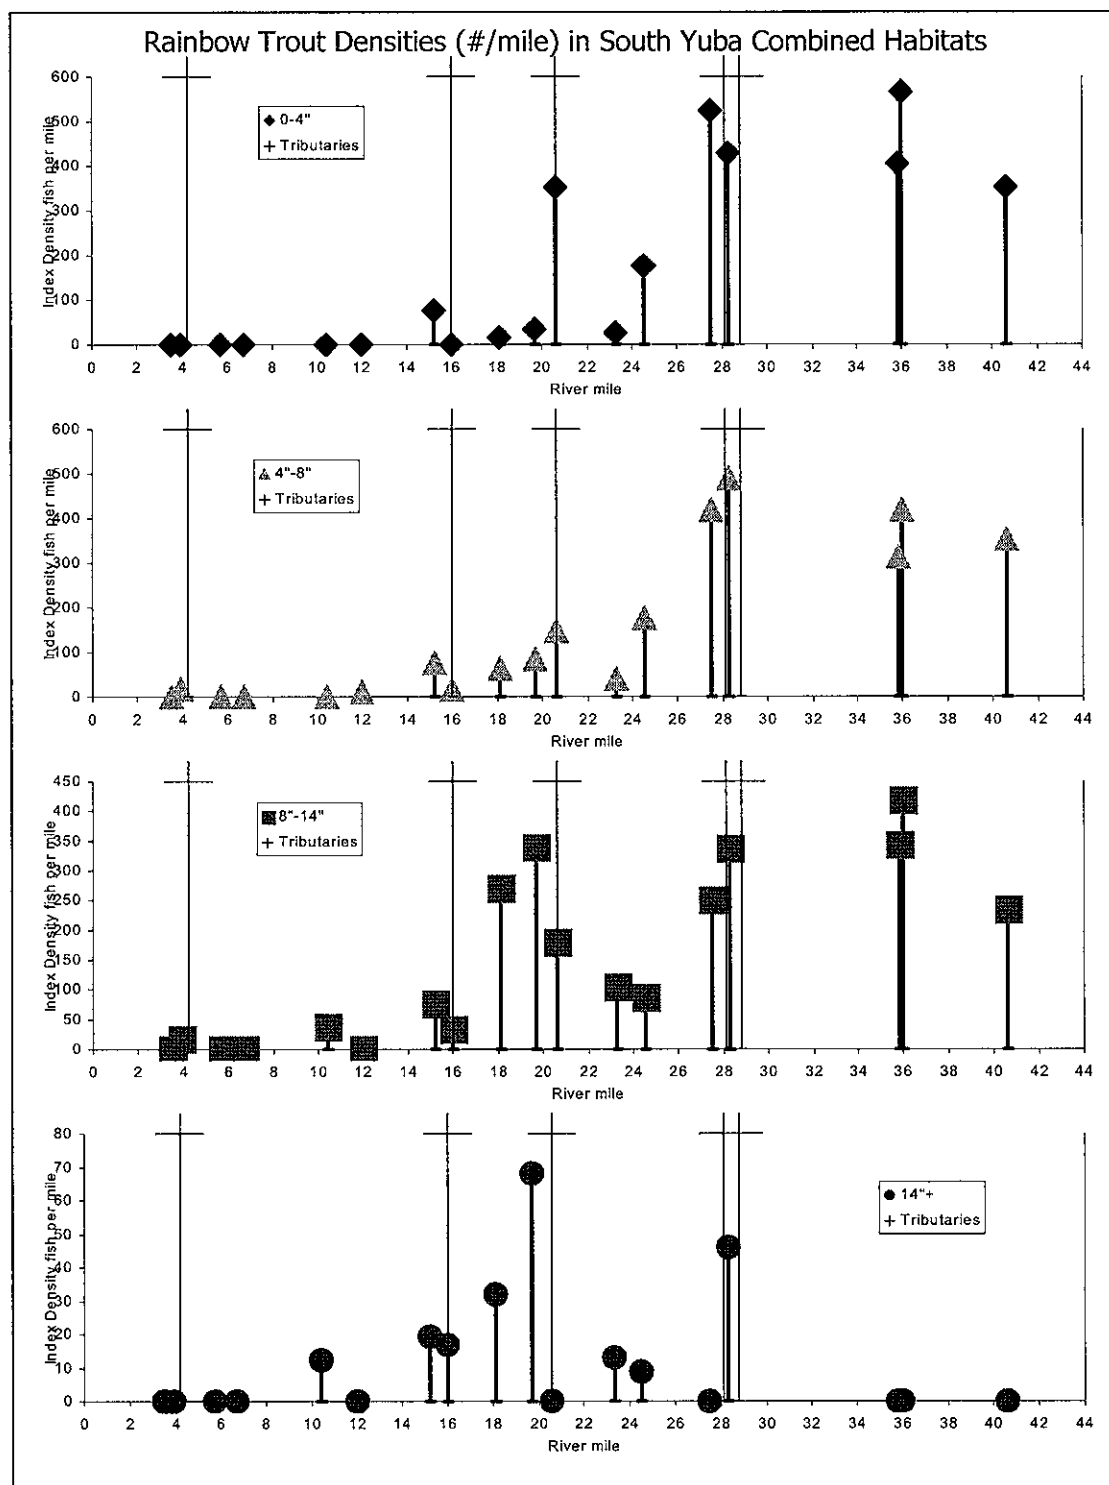 Rainbow Trout Densities (#/mile) in South Yuba Combined Habitats
Index Density fish per mile
600
500
400
300
200
100
0
0-4"
Tributaries
0 2 4 6 8 10 12 14 16 18 20 22 24 26 28 30 32 34 36 38 40 42 44
River mile
Index Density fish per mile
600
500
400
300
200
100
0
4"-8"
Tributaries
0 2 4 6 8 10 12 14 16 18 20 22 24 26 28 30 32 34 36 38 40 42 44
River mile
Index Density fish per mile
450
400
350
300
250
200
150
100
50
0
8"-14"
Tributaries
0 2 4 6 8 10 12 14 16 18 20 22 24 26 28 30 32 34 36 38 40 42 44
River mile
Index Density fish per mile
80
70
60
50
40
30
20
10
0
14"+
Tributaries
0 2 4 6 8 10 12 14 16 18 20 22 24 26 28 30 32 34 36 38 40 42 44
River mile